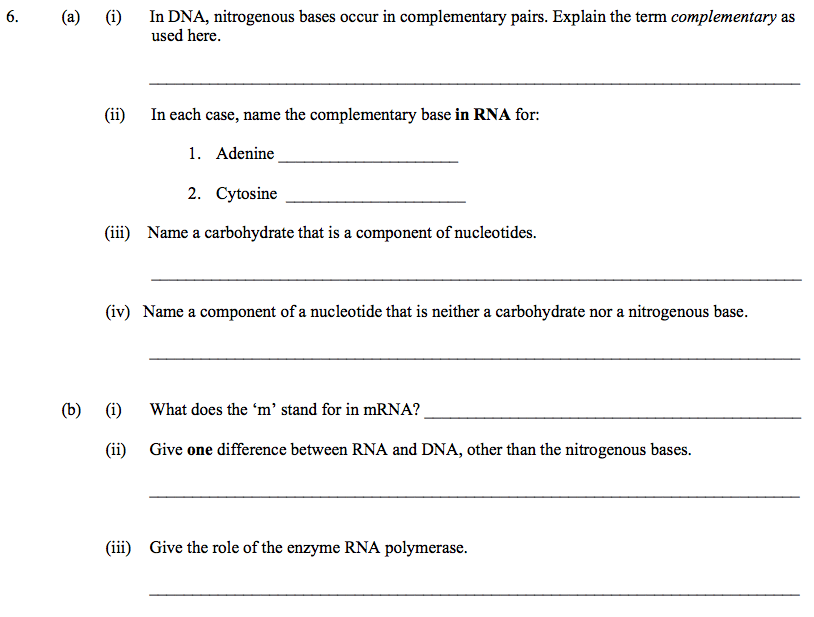 6. (a) (i) In DNA, nitrogenous bases occur in complementary pairs. Explain the term complementary as
used here.
(ii) In each case, name the complementary base in RNA for:
1. Adenine
2. Cytosine
(iii) Name a carbohydrate that is a component of nucleotides.
(iv) Name a component of a nucleotide that is neither a carbohydrate nor a nitrogenous base.
(b) (i) What does the ‘m’ stand for in mRNA?
(ii) Give one difference between RNA and DNA, other than the nitrogenous bases.
(iii) Give the role of the enzyme RNA polymerase.